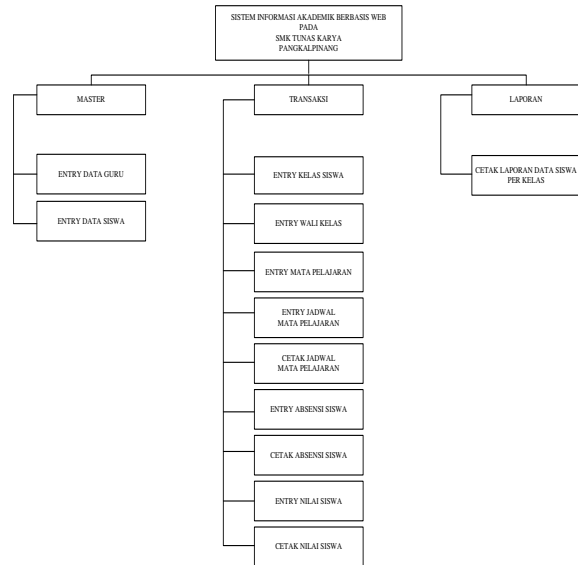 SISTEM INFORMASI AKADEMIK BERBASIS WEB
PADA
SMK TUNAS KARYA
PANGKALPINANG
MASTER
TRANSAKSI
LAPORAN
ENTRY DATA GURU
ENTRY DATA SISWA
ENTRY KELAS SISWA
ENTRY WALI KELAS
ENTRY MATA PELAJARAN
ENTRY JADWAL
MATA PELAJARAN
CETAK JADWAL
MATA PELAJARAN
ENTRY ABSENSI SISWA
CETAK ABSENSI SISWA
ENTRY NILAI SISWA
CETAK NILAI SISWA
CETAK LAPORAN DATA SISWA
PER KELAS